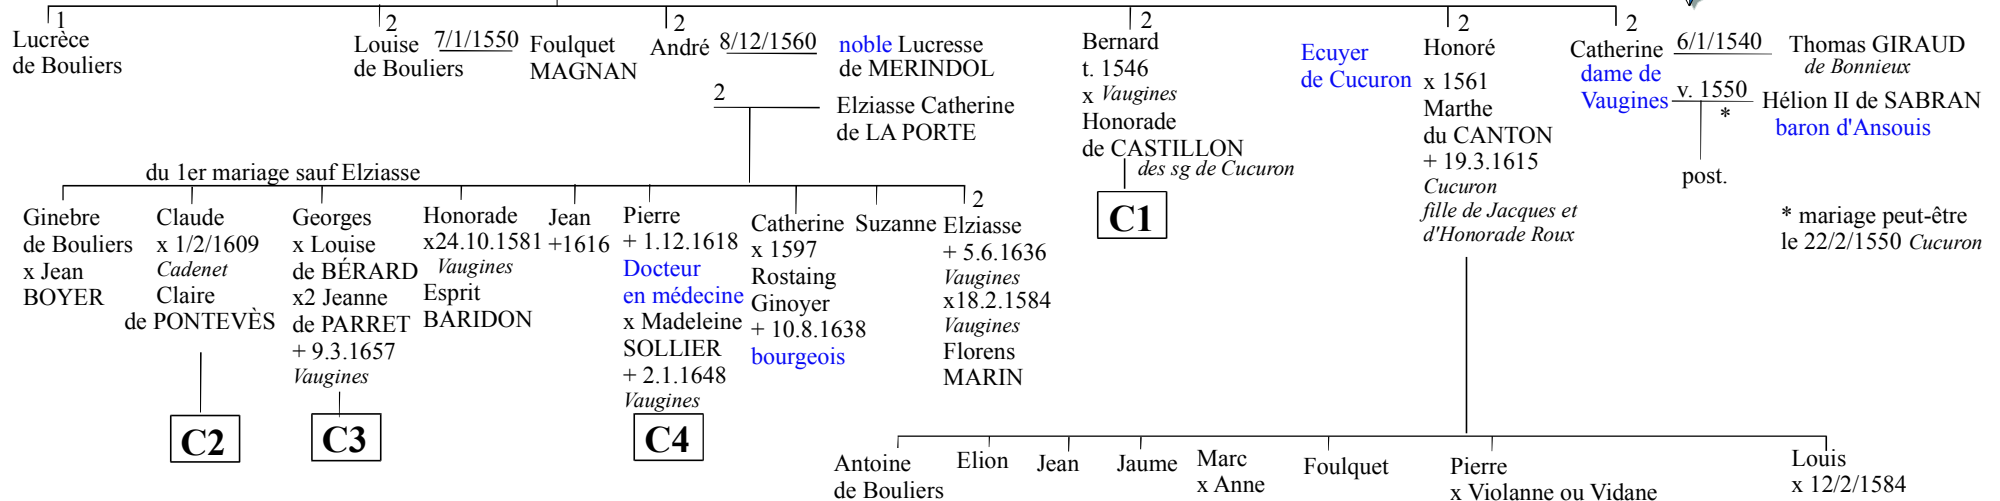 1
Lucrèce
de Bouliers
2
Louise
de Bouliers
7/1/1550
Foulquet
MAGNAN
2
André
8/12/1560
noble Lucresse
de MERINDOL
2
Elziasse Catherine
de LA PORTE
2
Bernard
t. 1546
x Vaugines
Honorade
de CASTILLON
des sg de Cucuron
C1
Ecuyer
de Cucuron
2
Honoré
x 1561
Marthe
du CANTON
+ 19.3.1615
Cucuron
fille de Jacques et
d'Honorade Roux
2
Catherine
dame de
Vaugines
6/1/1540
Thomas GIRAUD
de Bonnieux
v. 1550
*
Hélion II de SABRAN
baron d'Ansouis
post.
* mariage peut-être
le 22/2/1550 Cucuron
du 1er mariage sauf Elziasse
Ginebre
de Bouliers
x Jean
BOYER
Claude
x 1/2/1609
Cadenet
Claire
de PONTEVÈS
C2
Georges
x Louise
de BÉRARD
x2 Jeanne
de PARRET
+ 9.3.1657
Vaugines
C3
Honorade
x24.10.1581
Vaugines
Esprit
BARIDON
Jean
+1616
Pierre
+ 1.12.1618
Docteur
en médecine
x Madeleine
SOLLIER
+ 2.1.1648
Vaugines
C4
Catherine
x 1597
Rostaing
Ginoyer
+ 10.8.1638
bourgeois
Suzanne
2
Elziasse
+ 5.6.1636
Vaugines
x18.2.1584
Vaugines
Florens
MARIN
Antoine
de Bouliers
Elion
Jean
Jaume
Marc
x Anne
Foulquet
Pierre
x Violanne ou Vidane
Louis
x 12/2/1584